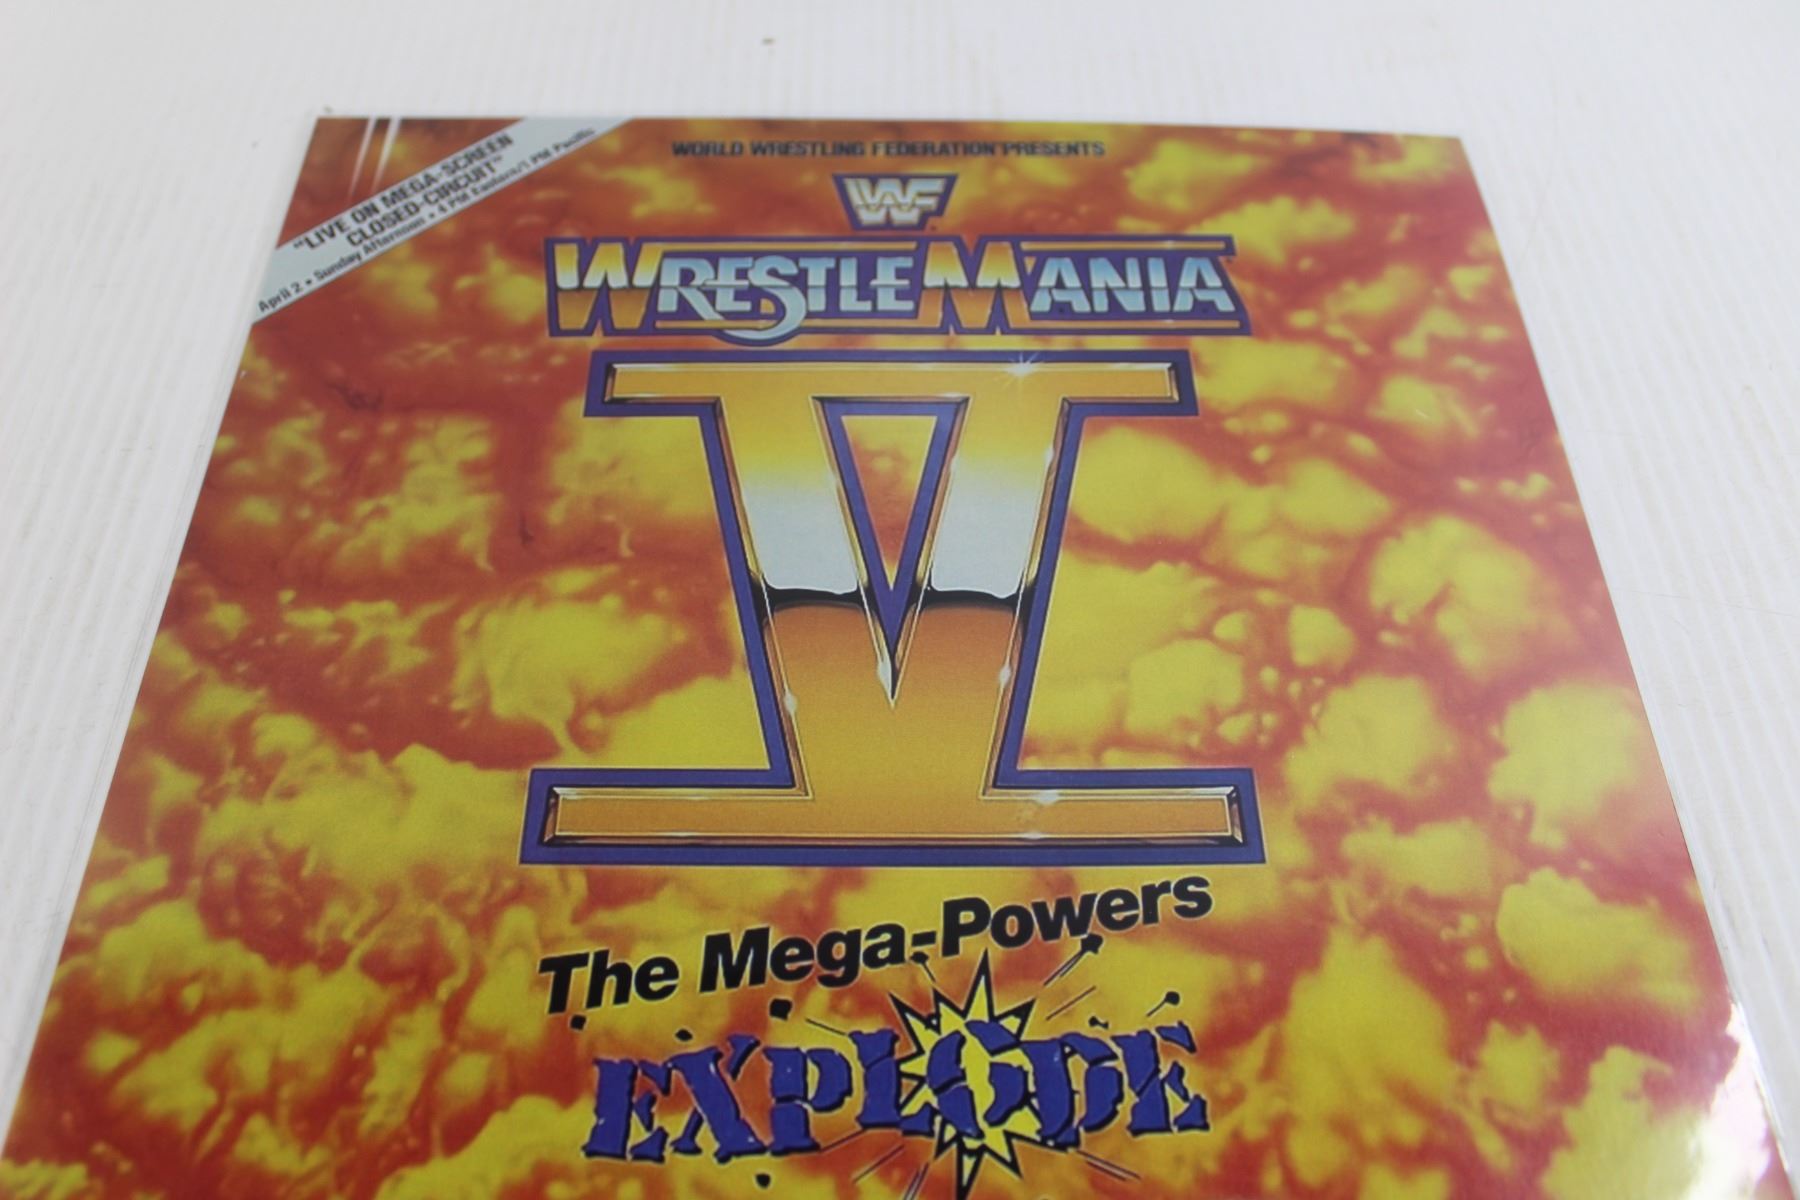 "LIVE ON MEGA-SCREEN
CLOSED-CIRCUIT"
April 2 • Sunday Afternoon • 4 PM Eastern/1 PM Pacific
WORLD WRESTLING FEDERATION PRESENTS
WF
WRESTLEMANIA
V
The Mega-Powers
EXPLODE